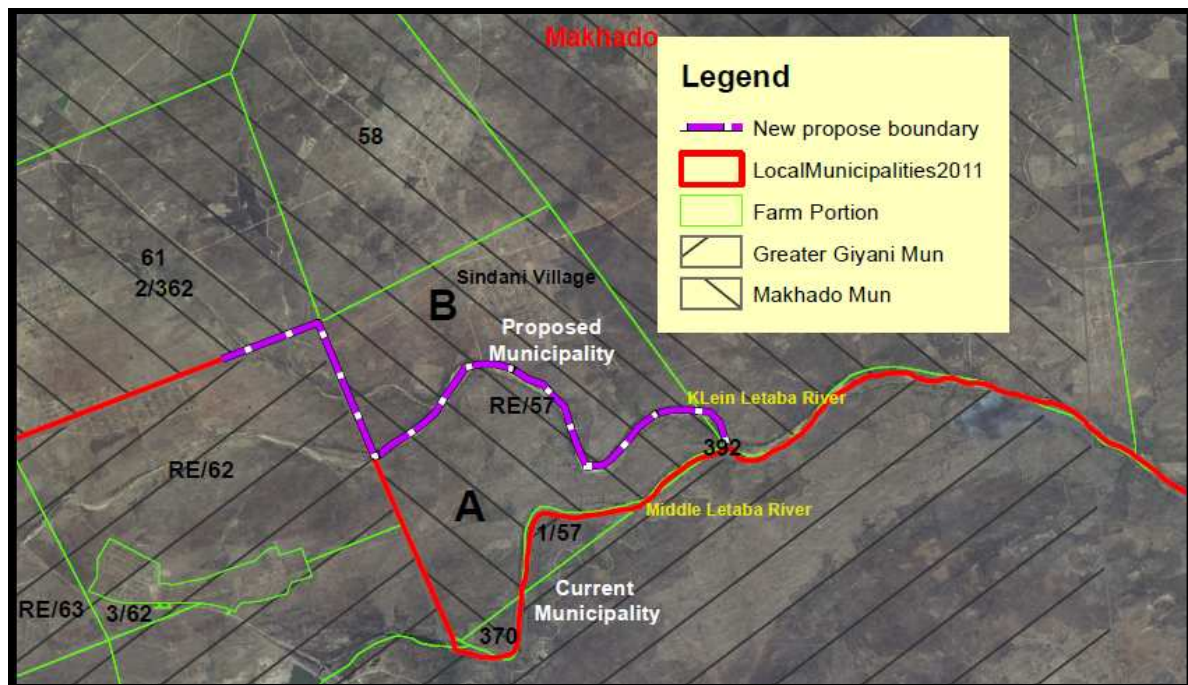 Makhado
Legend
New propose boundary
LocalMunicipalities2011
Farm Portion
Greater Giyani Mun
Makhado Mun
58
61
2/362
Sindani Village
B
Proposed
Municipality
RE/57
KLein Letaba River
392
RE/62
A
Middle Letaba River
1/57
Current
Municipality
RE/63
3/62
370